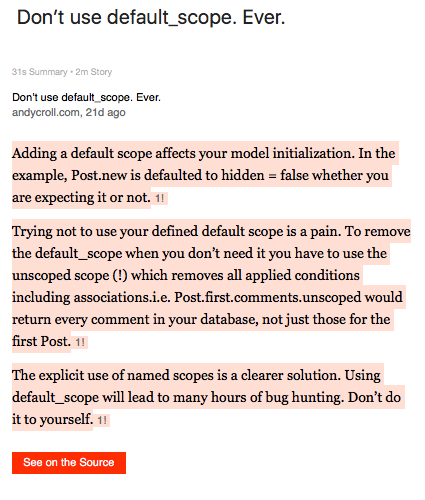 Don't use default_scope. Ever.
31s Summary • 2m Story
Don't use default_scope. Ever.
andycroll.com, 21d ago
Adding a default scope affects your model initialization. In the
example, Post.new is defaulted to hidden = false whether you
are expecting it or not. 1!
Trying not to use your defined default scope is a pain. To remove
the default_scope when you don't need it you have to use the
unscoped scope (!) which removes all applied conditions
including associations.i.e. Post.first.comments.unscoped would
return every comment in your database, not just those for the
first Post. 1!
The explicit use of named scopes is a clearer solution. Using
default_scope will lead to many hours of bug hunting. Don't do
it to yourself. 1!
See on the Source